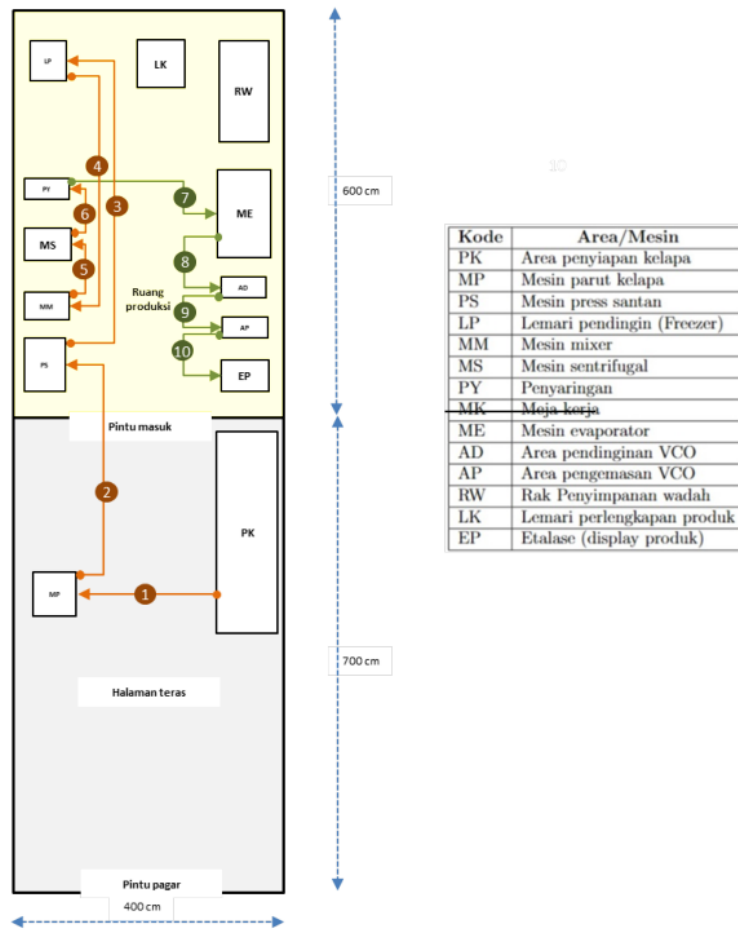 LP
LK
RW
4
3
PY
7
6
ME
MS
8
5
AD
Ruang
produksi
9
MM
AP
10
PS
EP
Pintu masuk
2
PK
MP
1
Halaman teras
Pintu pagar
400 cm
600 cm
700 cm
10
Kode Area/Mesin
PK Area penyiapan kelapa
MP Mesin parut kelapa
PS Mesin press santan
LP Lemari pendingin (Freezer)
MM Mesin mixer
MS Mesin sentrifugal
PY Penyaringan
MK Meja kerja
ME Mesin evaporator
AD Area pendinginan VCO
AP Area pengemasan VCO
RW Rak Penyimpanan wadah
LK Lemari perlengkapan produk
EP Etalase (display produk)